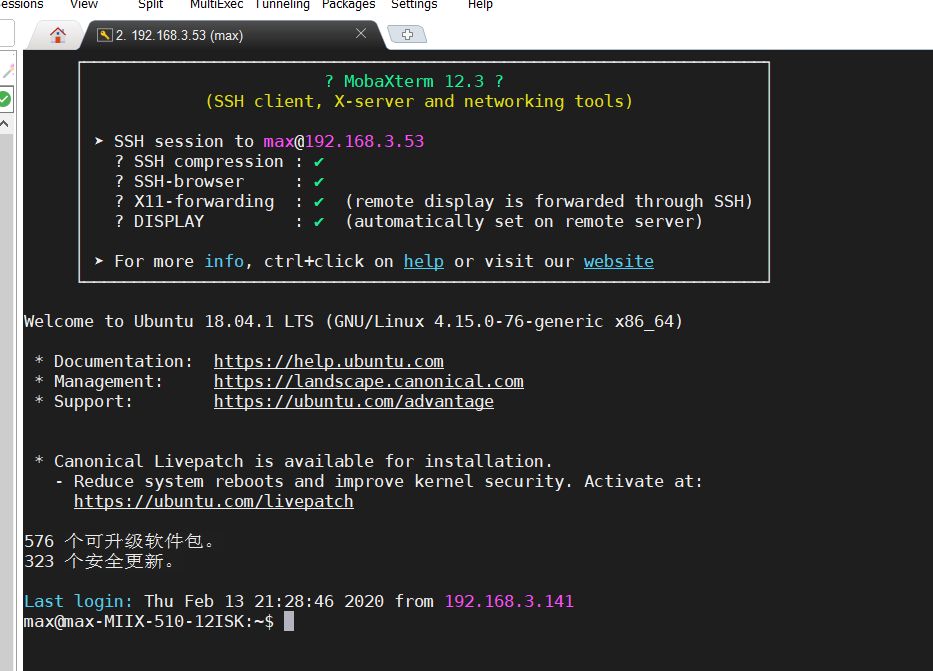 essions View Split MultiExec Tunneling Packages Settings Help
2. 192.168.3.53 (max)
? MobaXterm 12.3 ?
(SSH client, X-server and networking tools)
➤ SSH session to max@192.168.3.53
? SSH compression : ✔
? SSH-browser : ✔
? X11-forwarding : ✔ (remote display is forwarded through SSH)
? DISPLAY : ✔ (automatically set on remote server)
➤ For more info, ctrl+click on help or visit our website
Welcome to Ubuntu 18.04.1 LTS (GNU/Linux 4.15.0-76-generic x86_64)
* Documentation: https://help.ubuntu.com
* Management: https://landscape.canonical.com
* Support: https://ubuntu.com/advantage
* Canonical Livepatch is available for installation.
- Reduce system reboots and improve kernel security. Activate at:
https://ubuntu.com/livepatch
576 个可升级软件包。
323 个安全更新。
Last login: Thu Feb 13 21:28:46 2020 from 192.168.3.141
max@max-MIIX-510-12ISK:~$